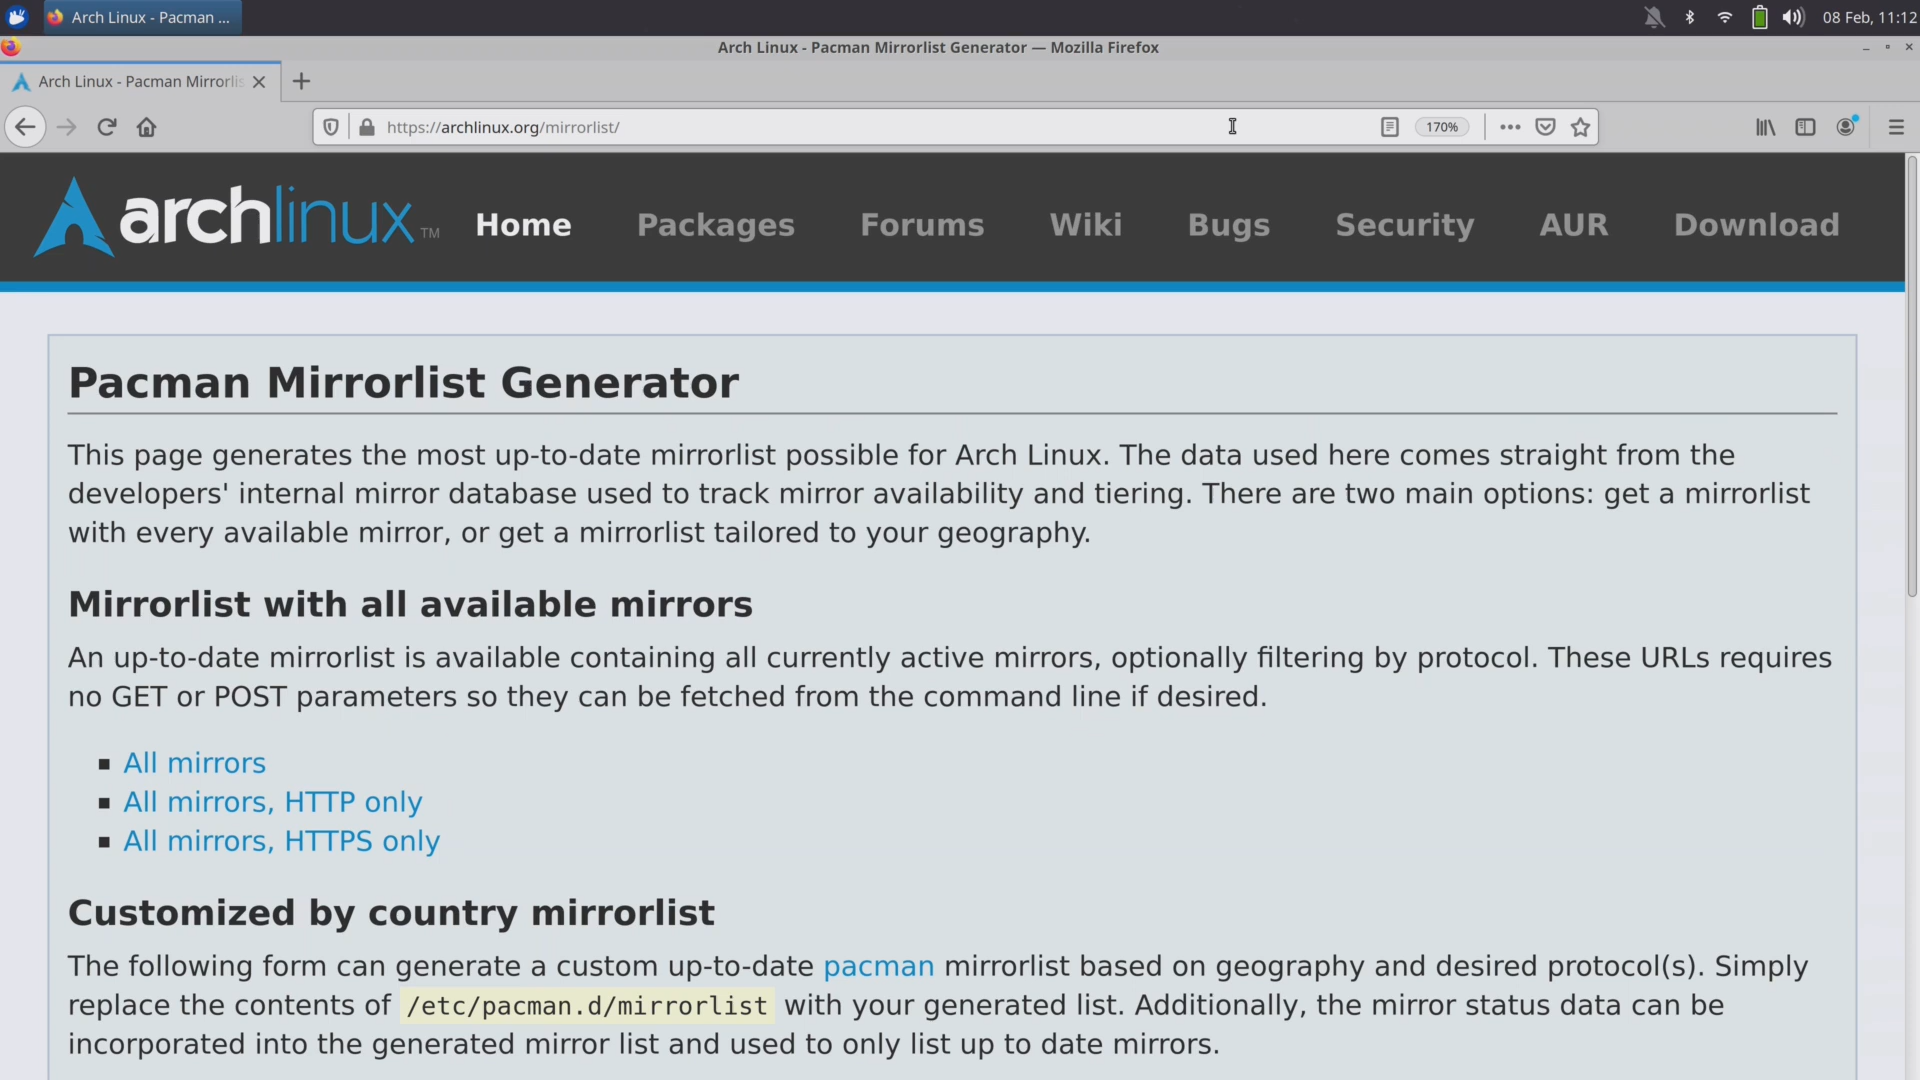 Arch Linux - Pacman ...
08 Feb, 11:12
Arch Linux - Pacman Mirrorlist Generator — Mozilla Firefox
Arch Linux - Pacman Mirrorlis
https://archlinux.org/mirrorlist/
170%
archlinux™ Home Packages Forums Wiki Bugs Security AUR Download
Pacman Mirrorlist Generator
This page generates the most up-to-date mirrorlist possible for Arch Linux. The data used here comes straight from the
developers' internal mirror database used to track mirror availability and tiering. There are two main options: get a mirrorlist
with every available mirror, or get a mirrorlist tailored to your geography.
Mirrorlist with all available mirrors
An up-to-date mirrorlist is available containing all currently active mirrors, optionally filtering by protocol. These URLs requires
no GET or POST parameters so they can be fetched from the command line if desired.
All mirrors
All mirrors, HTTP only
All mirrors, HTTPS only
Customized by country mirrorlist
The following form can generate a custom up-to-date pacman mirrorlist based on geography and desired protocol(s). Simply
replace the contents of /etc/pacman.d/mirrorlist with your generated list. Additionally, the mirror status data can be
incorporated into the generated mirror list and used to only list up to date mirrors.